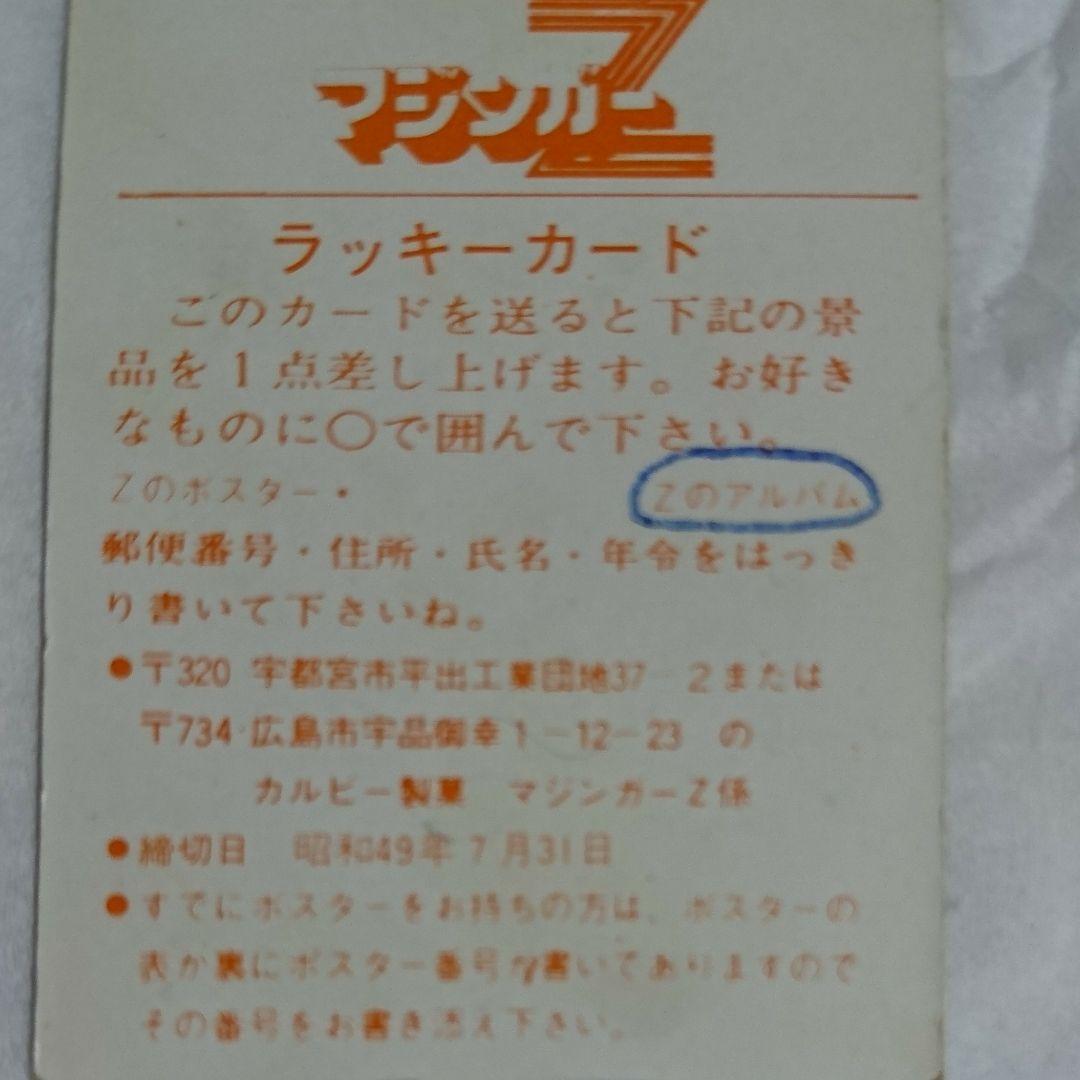 マジンガーZ
ラッキーカード
このカードを送ると下記の景
品を1点差し上げます。お好き
なものに○で囲んで下さい。
Zのポスター・ Zのアルバム
郵便番号・住所・氏名・年令をはっき
り書いて下さいね。
●〒320 宇都宮市平出工業団地37-2または
〒734 広島市宇品御幸1-12-23 の
カルビー製菓 マジンガーZ係
●締切日 昭和49年7月31日
●すでにポスターをお持ちの方は、ポスターの
表か裏にポスター番号が書いてありますので
その番号をお書き添え下さい。